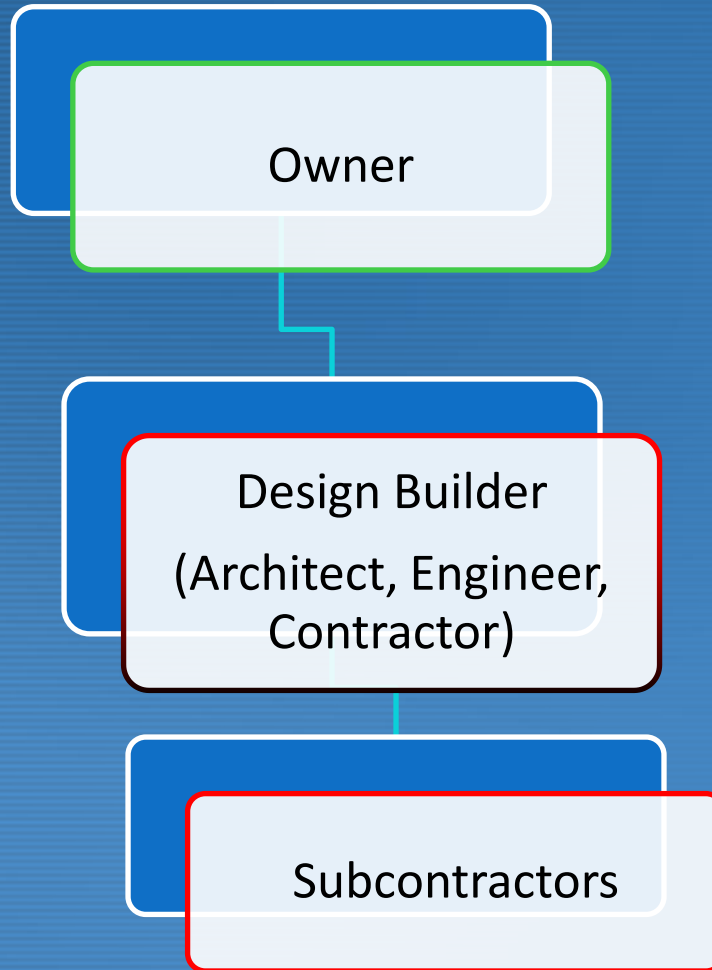 Owner
Design Builder
(Architect, Engineer,
Contractor)
Subcontractors